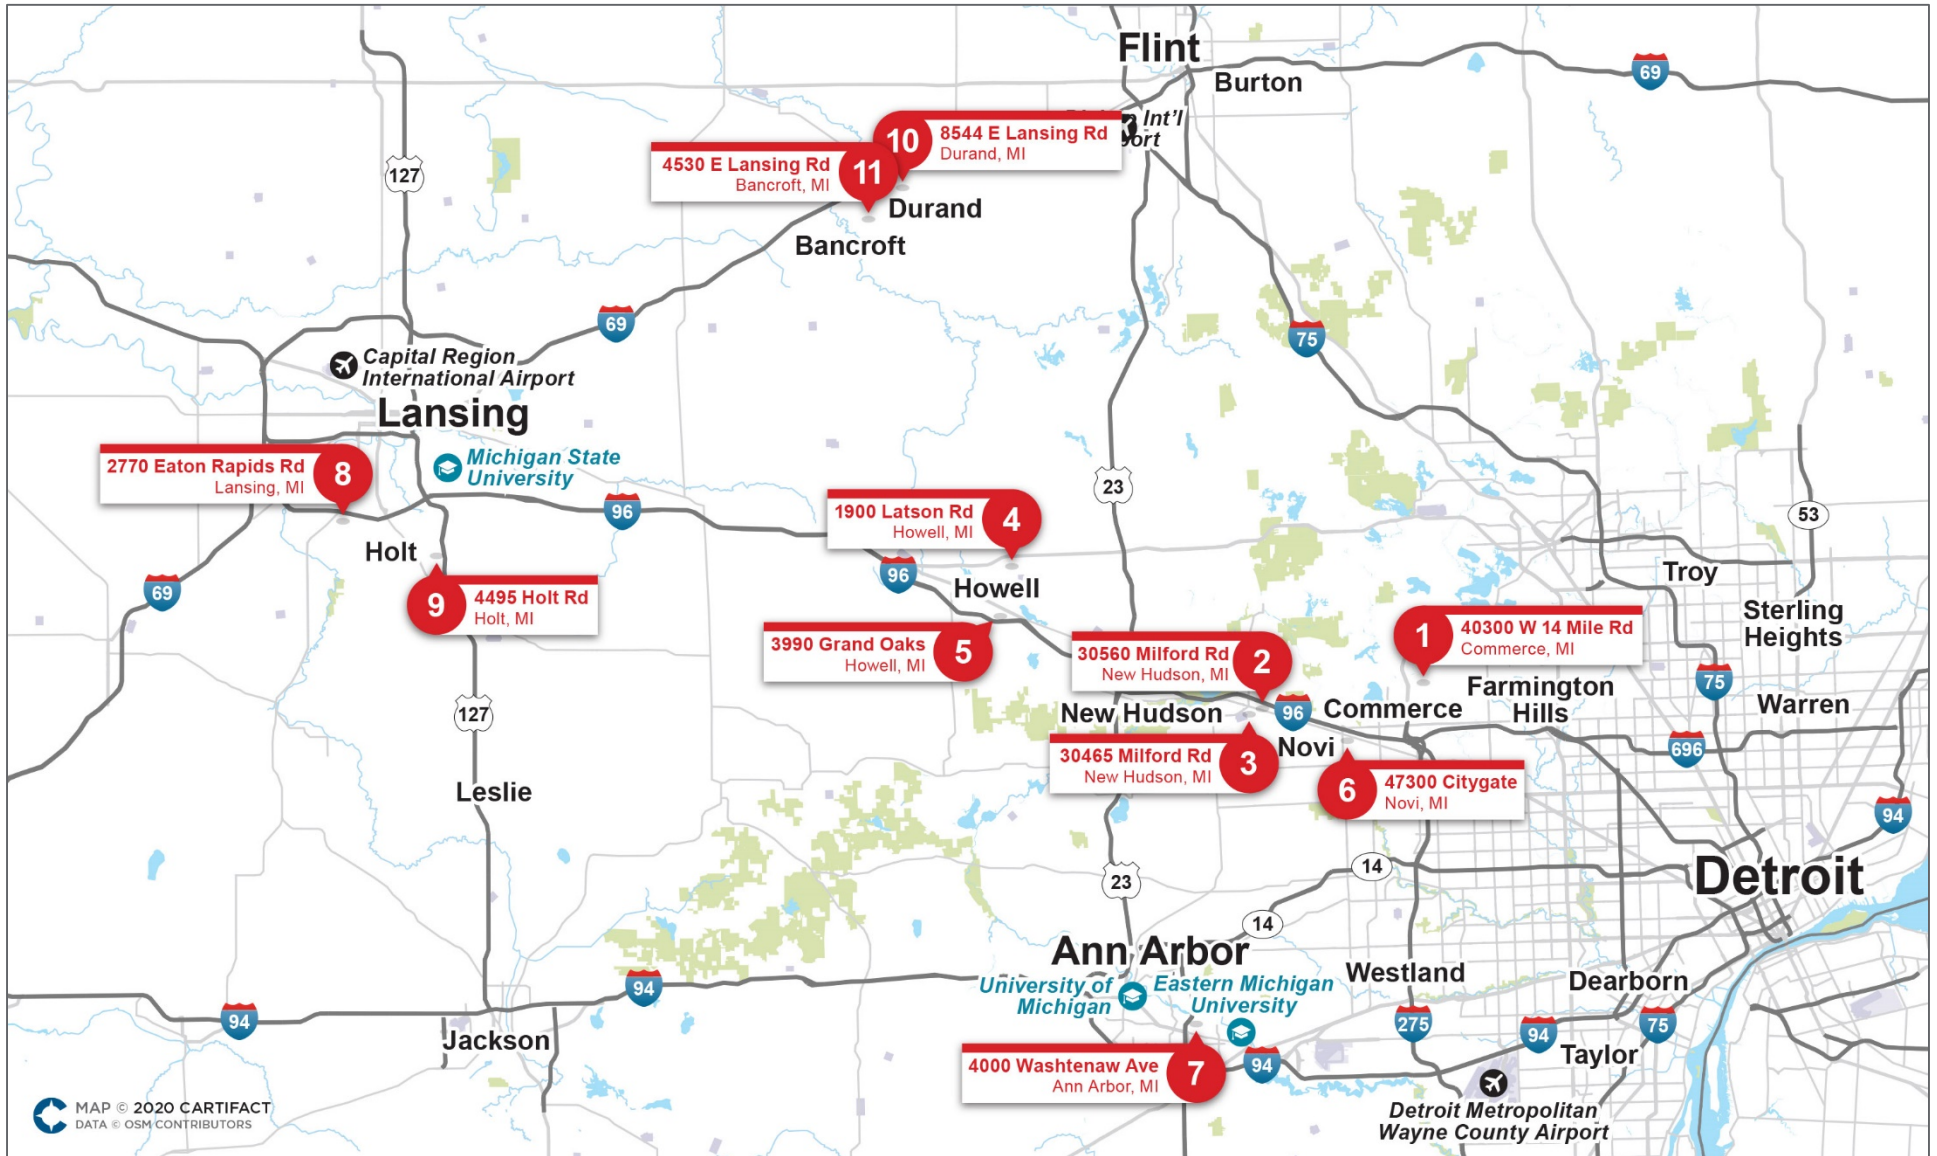 Flint
Burton
69
Int'l
port
10
8544 E Lansing Rd
Durand, MI
4530 E Lansing Rd
Bancroft, MI
11
127
Durand
Bancroft
69
75
Capital Region
International Airport
Lansing
2770 Eaton Rapids Rd
Lansing, MI
8
Michigan State
University
23
96
1900 Latson Rd
Howell, MI
4
53
Holt
96
Howell
Troy
69
9
4495 Holt Rd
Holt, MI
Sterling
Heights
1
40300 W 14 Mile Rd
Commerce, MI
3990 Grand Oaks
Howell, MI
5
30560 Milford Rd
New Hudson, MI
2
75
Farmington
Hills
Warren
127
New Hudson
96
Commerce
696
30465 Milford Rd
New Hudson, MI
3
Novi
6
47300 Citygate
Novi, MI
Leslie
94
14
23
Detroit
14
Ann Arbor
Westland
Dearborn
University of
Michigan
Eastern Michigan
University
94
94
275
94
75
Jackson
Taylor
4000 Washtenaw Ave
Ann Arbor, MI
7
94
Detroit Metropolitan
Wayne County Airport
MAP © 2020 CARTIFACT
DATA © OSM CONTRIBUTORS